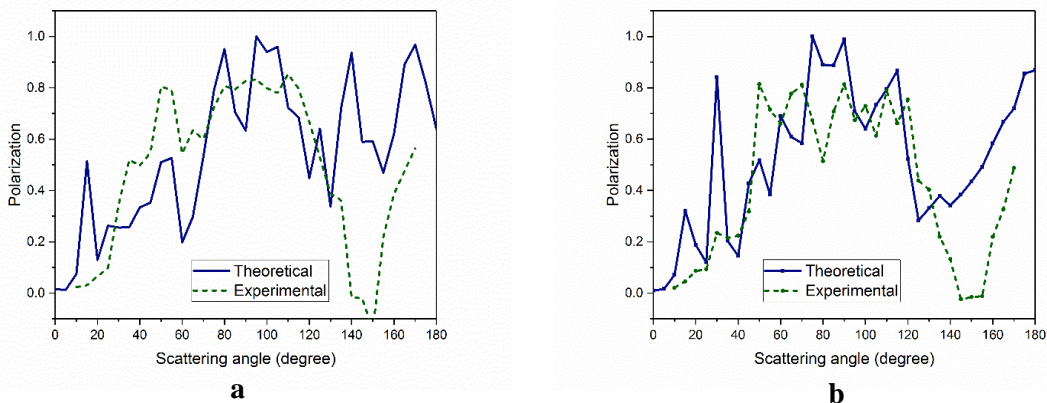 Polarization
1.0
0.8
0.6
0.4
0.2
0.0
Theoretical
Experimental
0 20 40 60 80 100 120 140 160 180
Scattering angle (degree)
a
Polarization
1.0
0.8
0.6
0.4
0.2
0.0
Theoretical
Experimental
0 20 40 60 80 100 120 140 160 180
Scattering angle (degree)
b